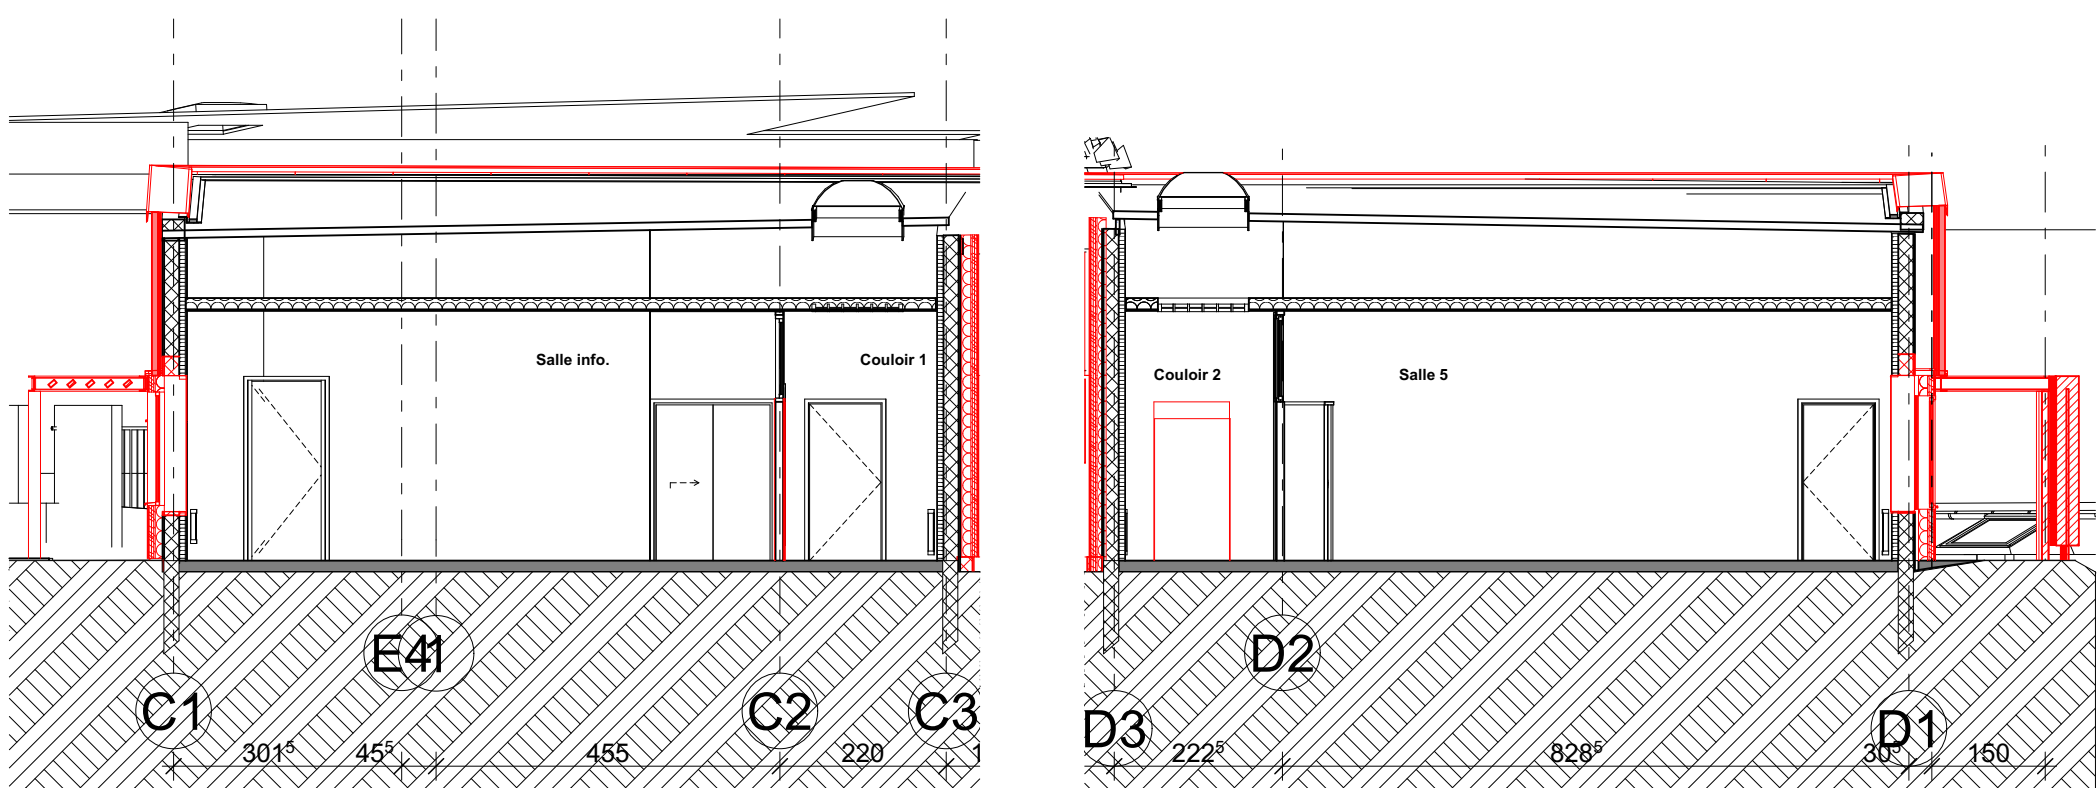 Salle info.
Couloir 1
Couloir 2
Salle 5
E4
1
D2
C1
C2
C3
D3
D1
301⁵
45⁵
455
220
1
222⁵
828⁵
30⁵
150